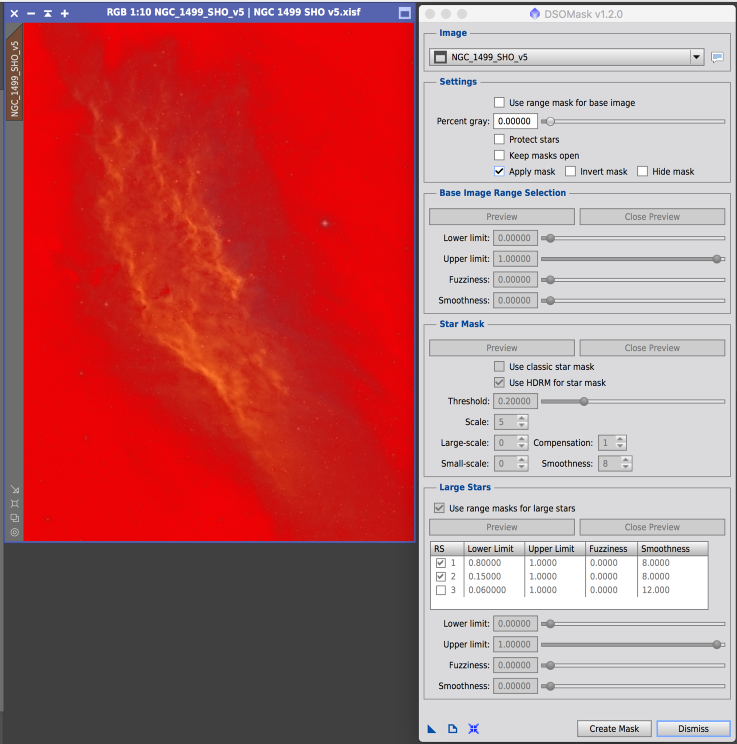 RGB 1:10 NGC_1499_SHO_v5 | NGC 1499 SHO v5.xisf
NGC_1499_SHO_v5
DSOMask v1.2.0
Image
NGC_1499_SHO_v5
Settings
Use range mask for base image
Percent gray: 0.00000
Protect stars
Keep masks open
Apply mask Invert mask Hide mask
Base Image Range Selection
Preview Close Preview
Lower limit: 0.00000
Upper limit: 1.00000
Fuzziness: 0.00000
Smoothness: 0.00000
Star Mask
Preview Close Preview
Use classic star mask
Use HDRM for star mask
Threshold: 0.20000
Scale: 5
Large-scale: 0 Compensation: 1
Small-scale: 0 Smoothness: 8
Large Stars
Use range masks for large stars
Preview Close Preview
RS Lower Limit Upper Limit Fuzziness Smoothness
1 0.80000 1.0000 0.0000 8.0000
2 0.15000 1.0000 0.0000 8.0000
3 0.060000 1.0000 0.0000 12.000
Lower limit: 0.00000
Upper limit: 1.00000
Fuzziness: 0.00000
Smoothness: 0.00000
Create Mask Dismiss